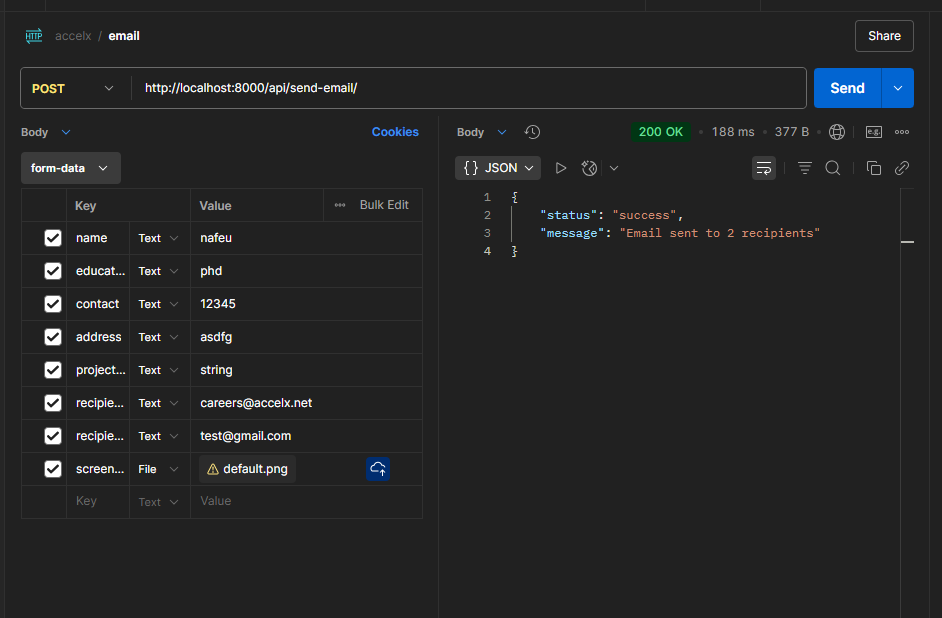 HTTP accelx / email Share
POST http://localhost:8000/api/send-email/ Send
Body Cookies
form-data
Key Value Bulk Edit
name Text nafeu
educat... Text phd
contact Text 12345
address Text asdfg
project... Text string
recipie... Text careers@accelx.net
recipie... Text test@gmail.com
screen... File default.png
Key Text Value
Body 200 OK • 188 ms • 377 B • e.g.
{} JSON
1 {
2 "status": "success",
3 "message": "Email sent to 2 recipients"
4 }